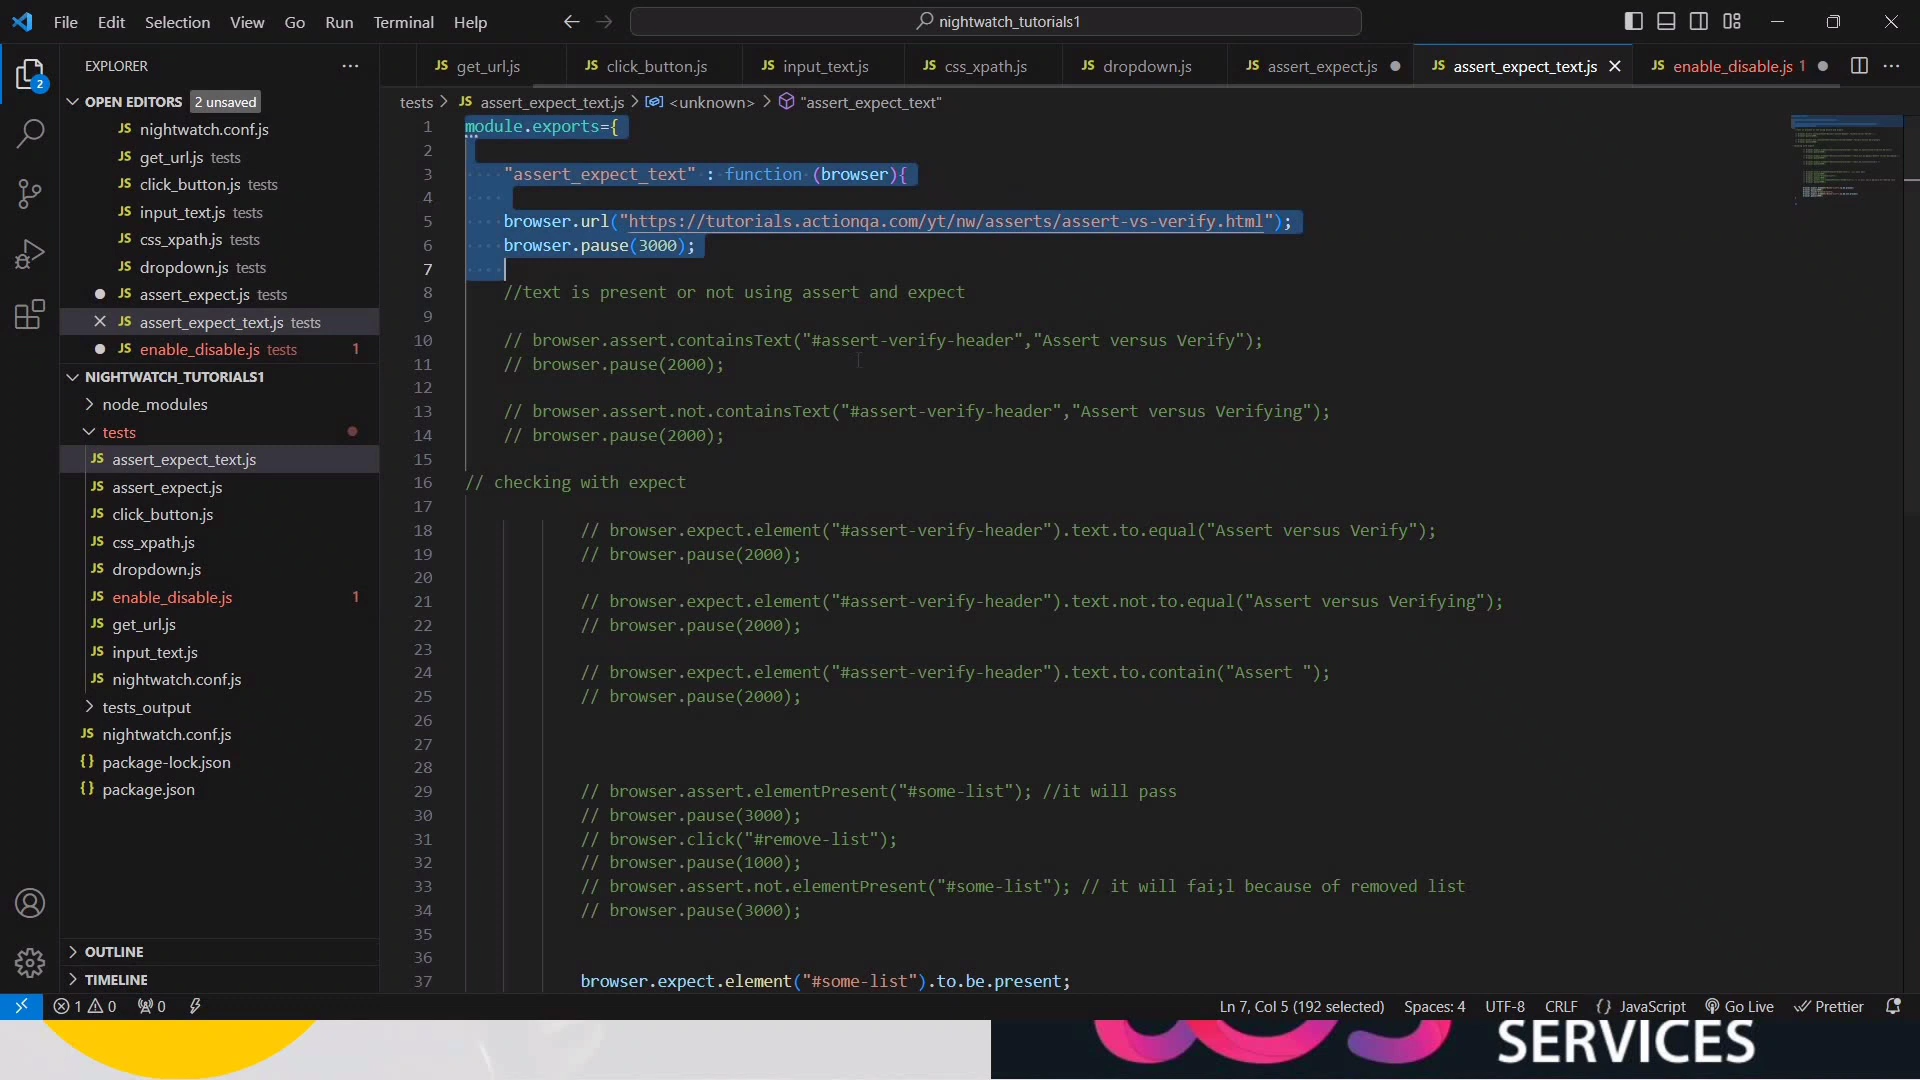 File Edit Selection View Go Run Terminal Help
nightwatch_tutorials1
EXPLORER
OPEN EDITORS 2 unsaved
JS nightwatch.conf.js
JS get_url.js tests
JS click_button.js tests
JS input_text.js tests
JS css_xpath.js tests
JS dropdown.js tests
JS assert_expect.js tests
JS assert_expect_text.js tests
JS enable_disable.js tests 1
NIGHTWATCH_TUTORIALS1
node_modules
tests
JS assert_expect_text.js
JS assert_expect.js
JS click_button.js
JS css_xpath.js
JS dropdown.js
JS enable_disable.js 1
JS get_url.js
JS input_text.js
JS nightwatch.conf.js
tests_output
JS nightwatch.conf.js
{} package-lock.json
{} package.json
OUTLINE
TIMELINE
2
JS get_url.js JS click_button.js JS input_text.js JS css_xpath.js JS dropdown.js JS assert_expect.js JS assert_expect_text.js JS enable_disable.js 1
tests > JS assert_expect_text.js > <unknown> > "assert_expect_text"
1 module.exports={
2
3 "assert_expect_text" : function (browser){
4
5 browser.url("https://tutorials.actionqa.com/yt/nw/asserts/assert-vs-verify.html");
6 browser.pause(3000);
7
8 //text is present or not using assert and expect
9
10 // browser.assert.containsText("#assert-verify-header","Assert versus Verify");
11 // browser.pause(2000);
12
13 // browser.assert.not.containsText("#assert-verify-header","Assert versus Verifying");
14 // browser.pause(2000);
15
16 // checking with expect
17
18 // browser.expect.element("#assert-verify-header").text.to.equal("Assert versus Verify");
19 // browser.pause(2000);
20
21 // browser.expect.element("#assert-verify-header").text.not.to.equal("Assert versus Verifying");
22 // browser.pause(2000);
23
24 // browser.expect.element("#assert-verify-header").text.to.contain("Assert ");
25 // browser.pause(2000);
26
27
28
29 // browser.assert.elementPresent("#some-list"); //it will pass
30 // browser.pause(3000);
31 // browser.click("#remove-list");
32 // browser.pause(1000);
33 // browser.assert.not.elementPresent("#some-list"); // it will fai;l because of removed list
34 // browser.pause(3000);
35
36
37 browser.expect.element("#some-list").to.be.present;
1 0 0 Ln 7, Col 5 (192 selected) Spaces: 4 UTF-8 CRLF {} JavaScript Go Live Prettier
SERVICES